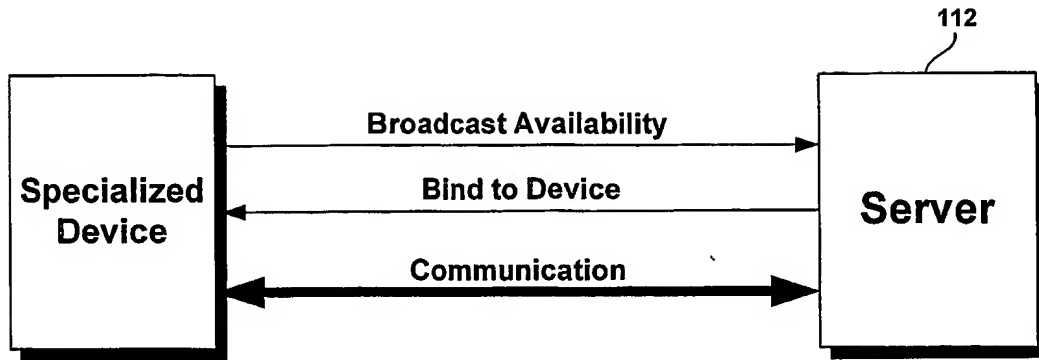 112
Broadcast Availability
Specialized
Device
Bind to Device
Server
Communication